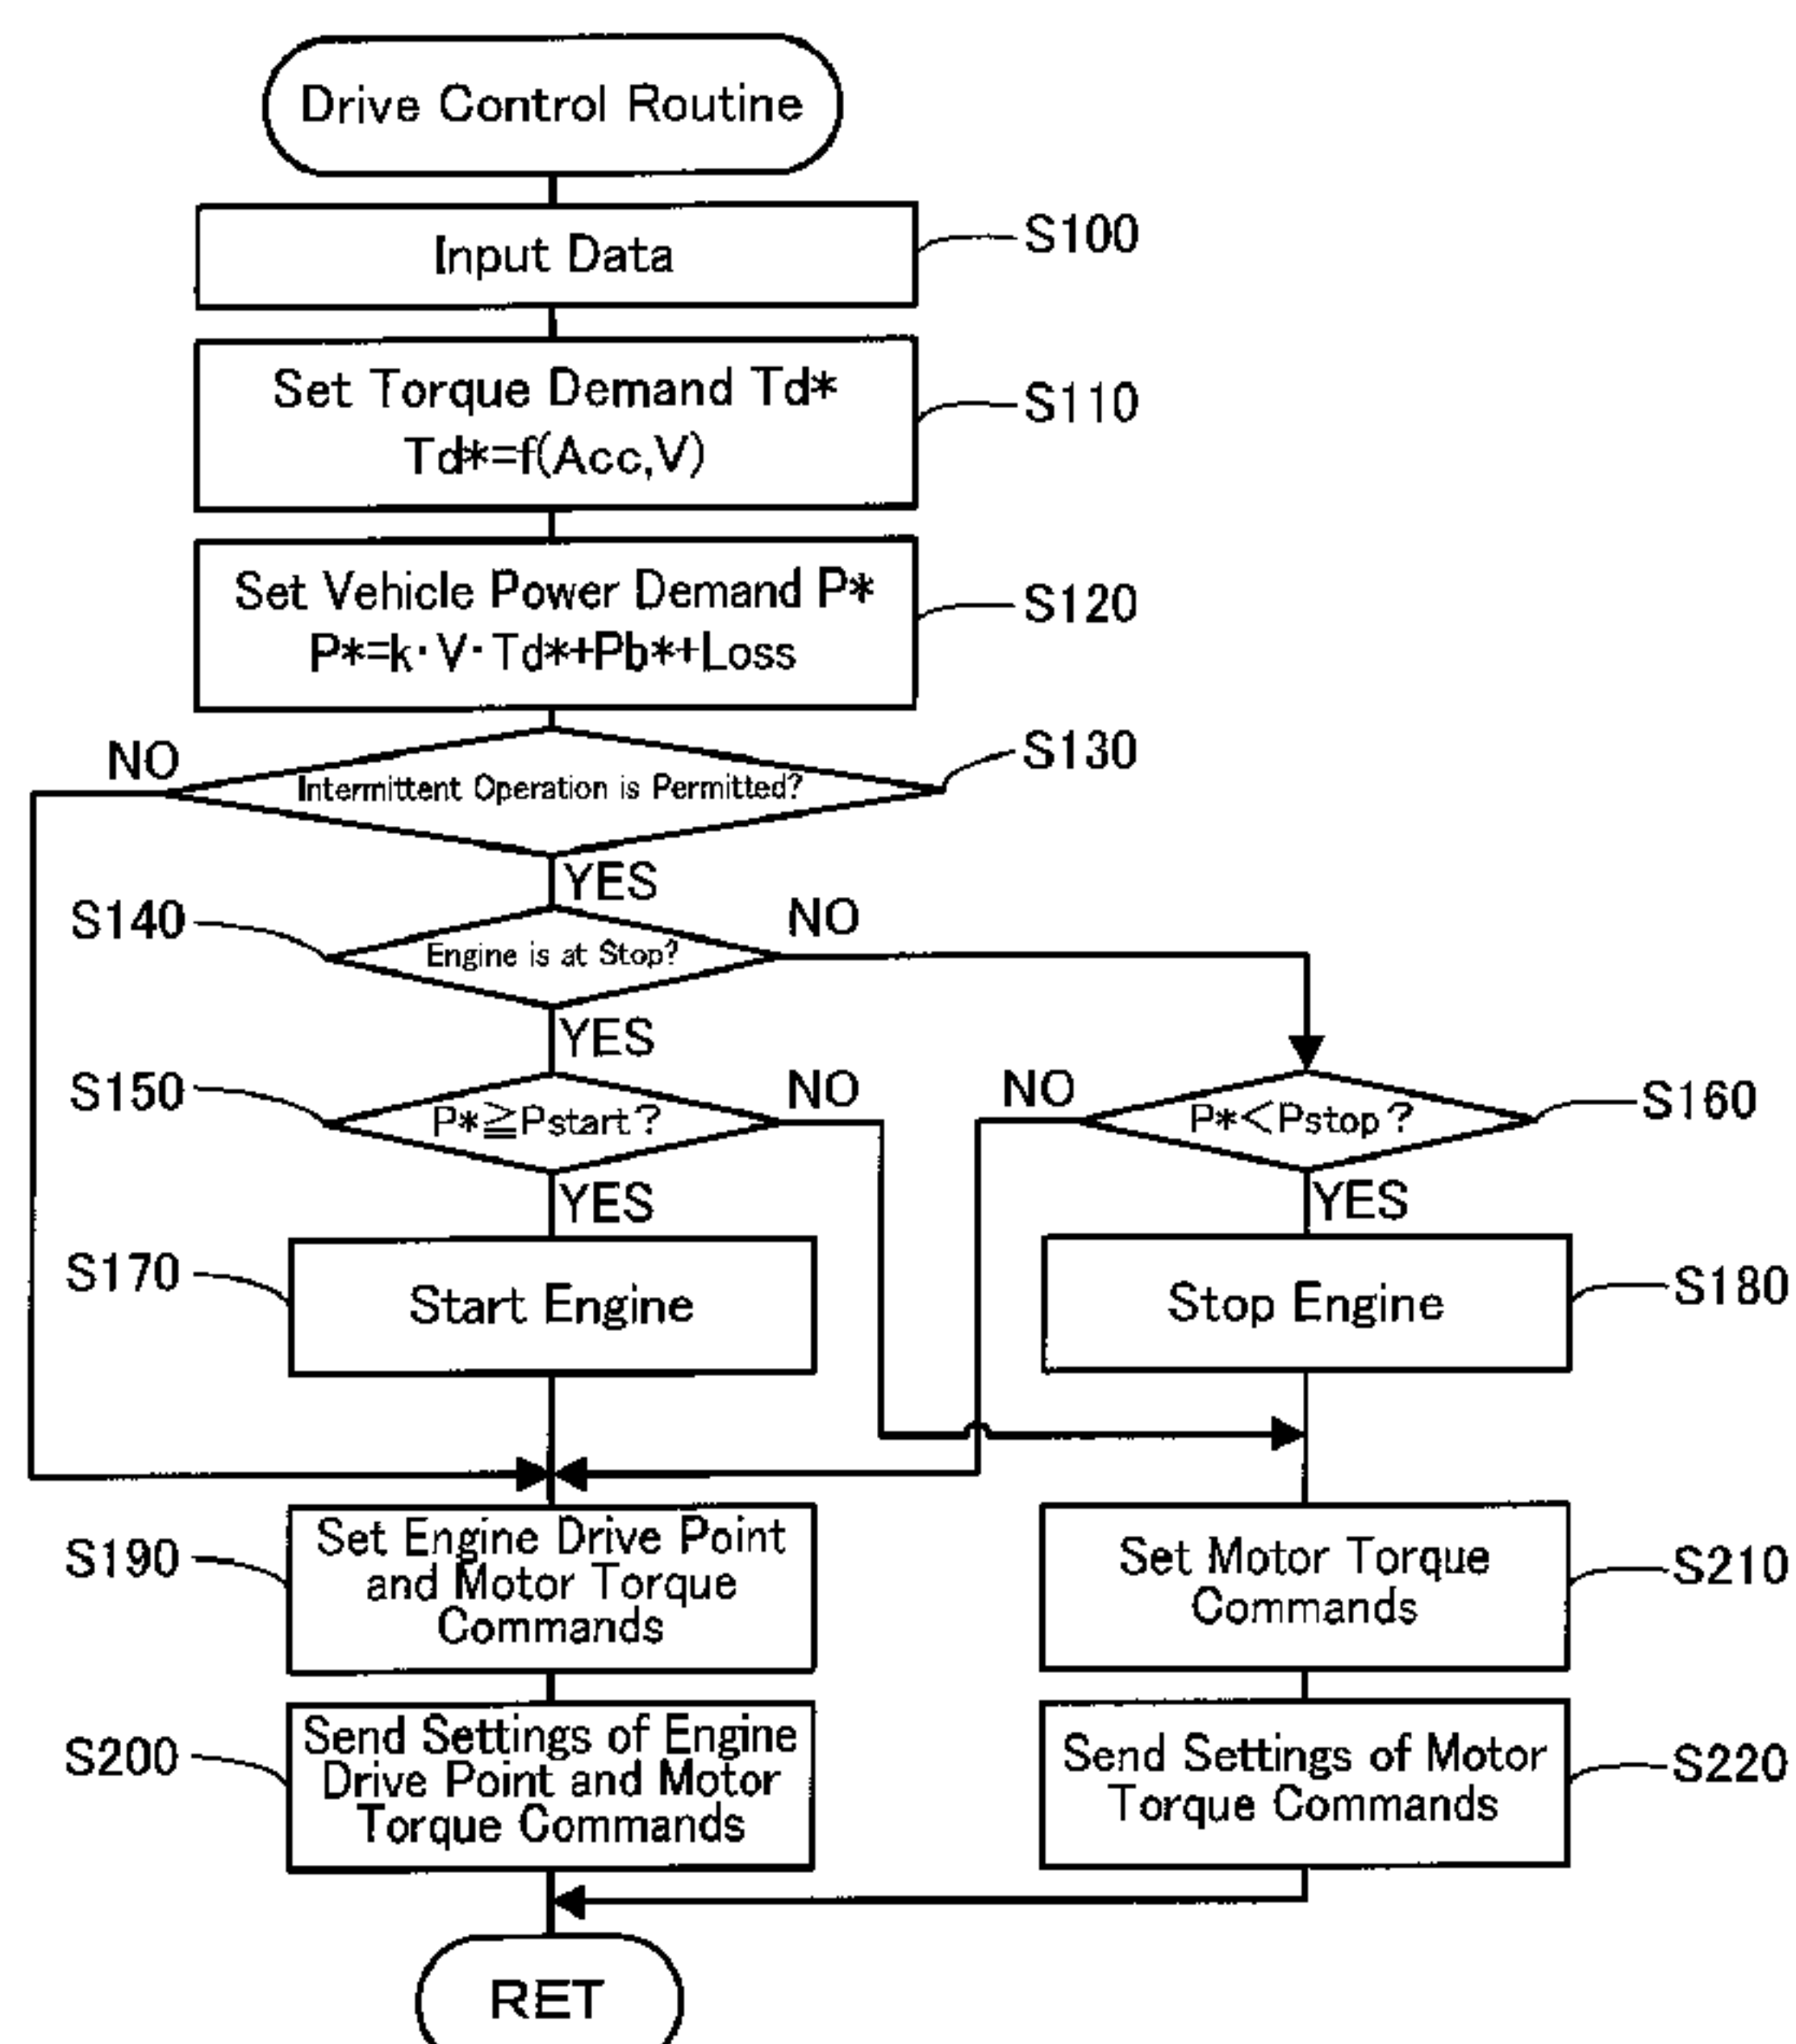 Drive Control Routine
Input Data
S100
Set Torque Demand Td*
Td*=f(Acc,V)
S110
Set Vehicle Power Demand P*
P*=k・V・Td*+Pb*+Loss
S120
NO
Intermittent Operation is Permitted?
S130
YES
S140
Engine is at Stop?
NO
YES
S150
P*≧Pstart?
NO
NO
P*<Pstop?
S160
YES
YES
S170
Start Engine
Stop Engine
S180
S190
Set Engine Drive Point
and Motor Torque
Commands
Set Motor Torque
Commands
S210
S200
Send Settings of Engine
Drive Point and Motor
Torque Commands
Send Settings of Motor
Torque Commands
S220
RET